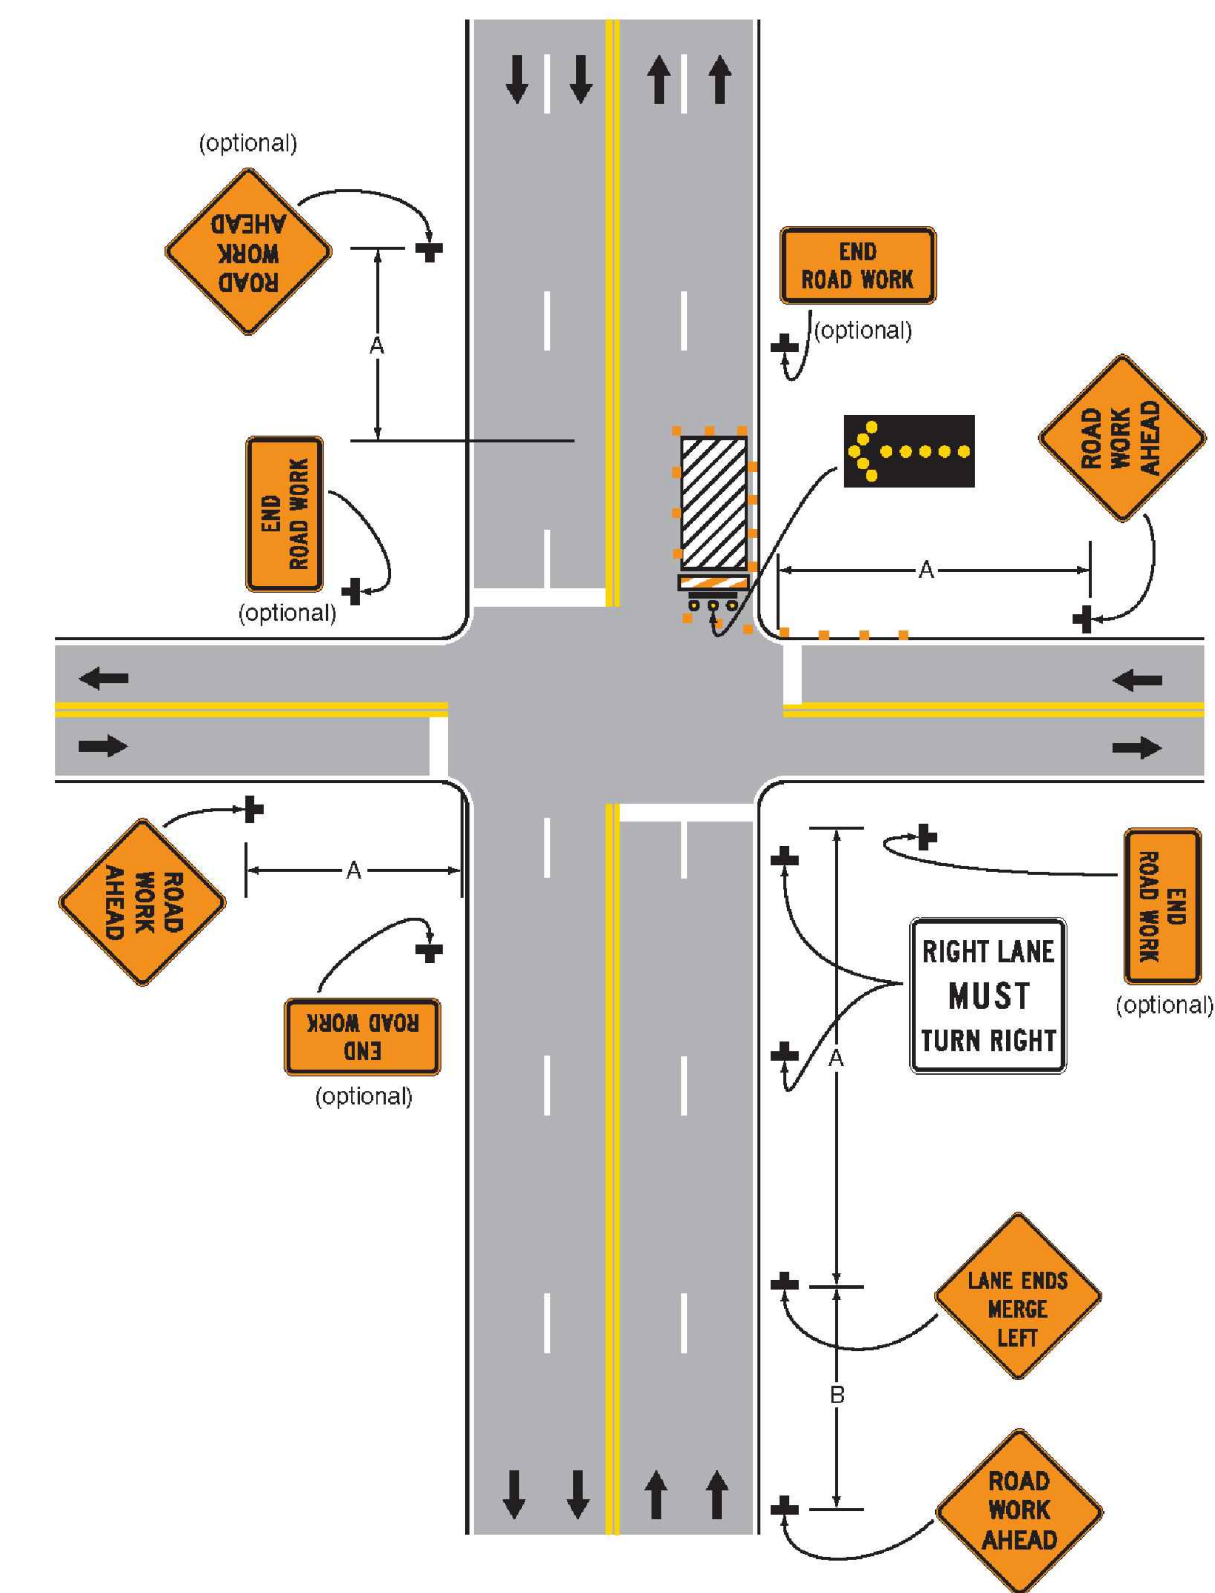 (optional)
ROAD
WORK
AHEAD
END
ROAD WORK
(optional)
A
ROAD
WORK
AHEAD
END
ROAD WORK
(optional)
A
A
ROAD
WORK
AHEAD
END
ROAD WORK
(optional)
RIGHT LANE
MUST
TURN RIGHT
A
END
ROAD WORK
(optional)
A
LANE ENDS
MERGE
LEFT
B
ROAD
WORK
AHEAD